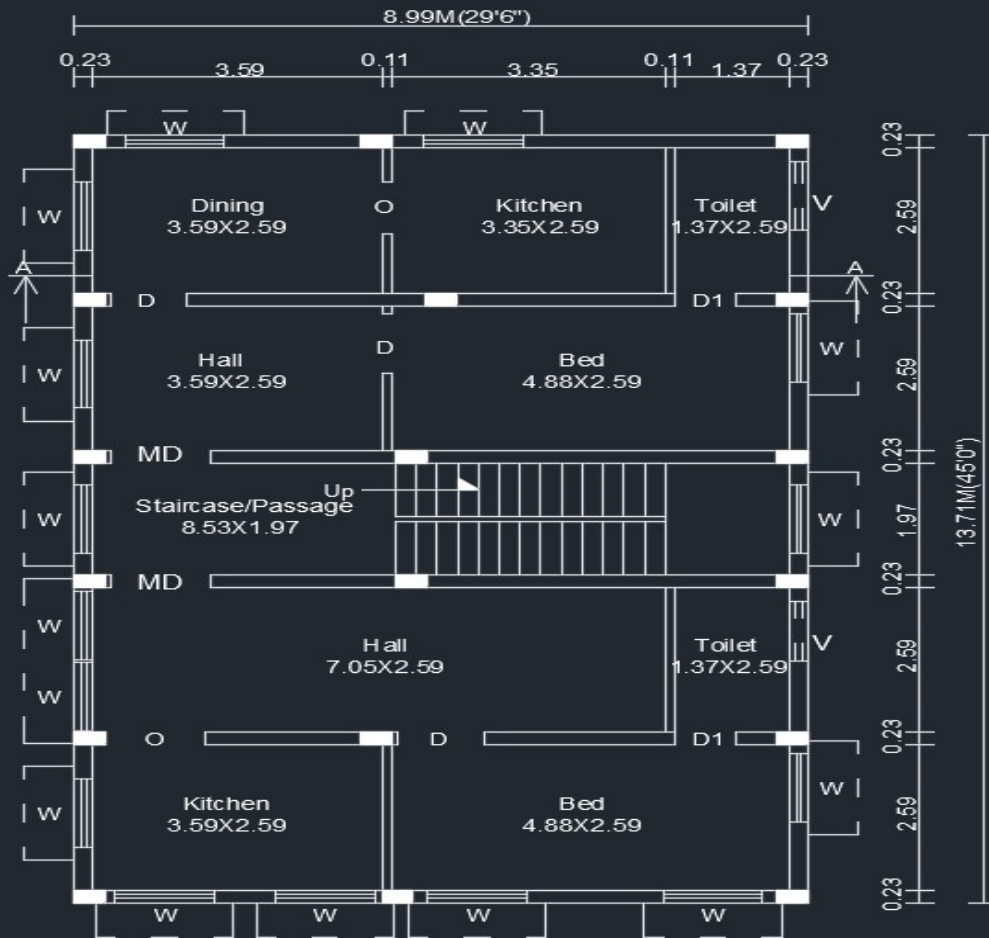 8.99M(29'6")
0.23 3.59 0.11 3.35 0.11 1.37 0.23
W W
0.23
Dining Kitchen Toilet V
3.59X2.59 3.35X2.59 1.37X2.59
W O 2.59
A A
D D1 0.23
Hall D Bed W
3.59X2.59 4.88X2.59
W 2.59
MD 0.23
Up
Staircase/Passage
8.53X1.97
W W 1.97
13.71M(45'0")
MD 0.23
W Hall Toilet V
7.05X2.59 1.37X2.59
W 2.59
O D D1 0.23
W
Kitchen Bed
3.59X2.59 4.88X2.59
W 2.59
0.23
W W W W